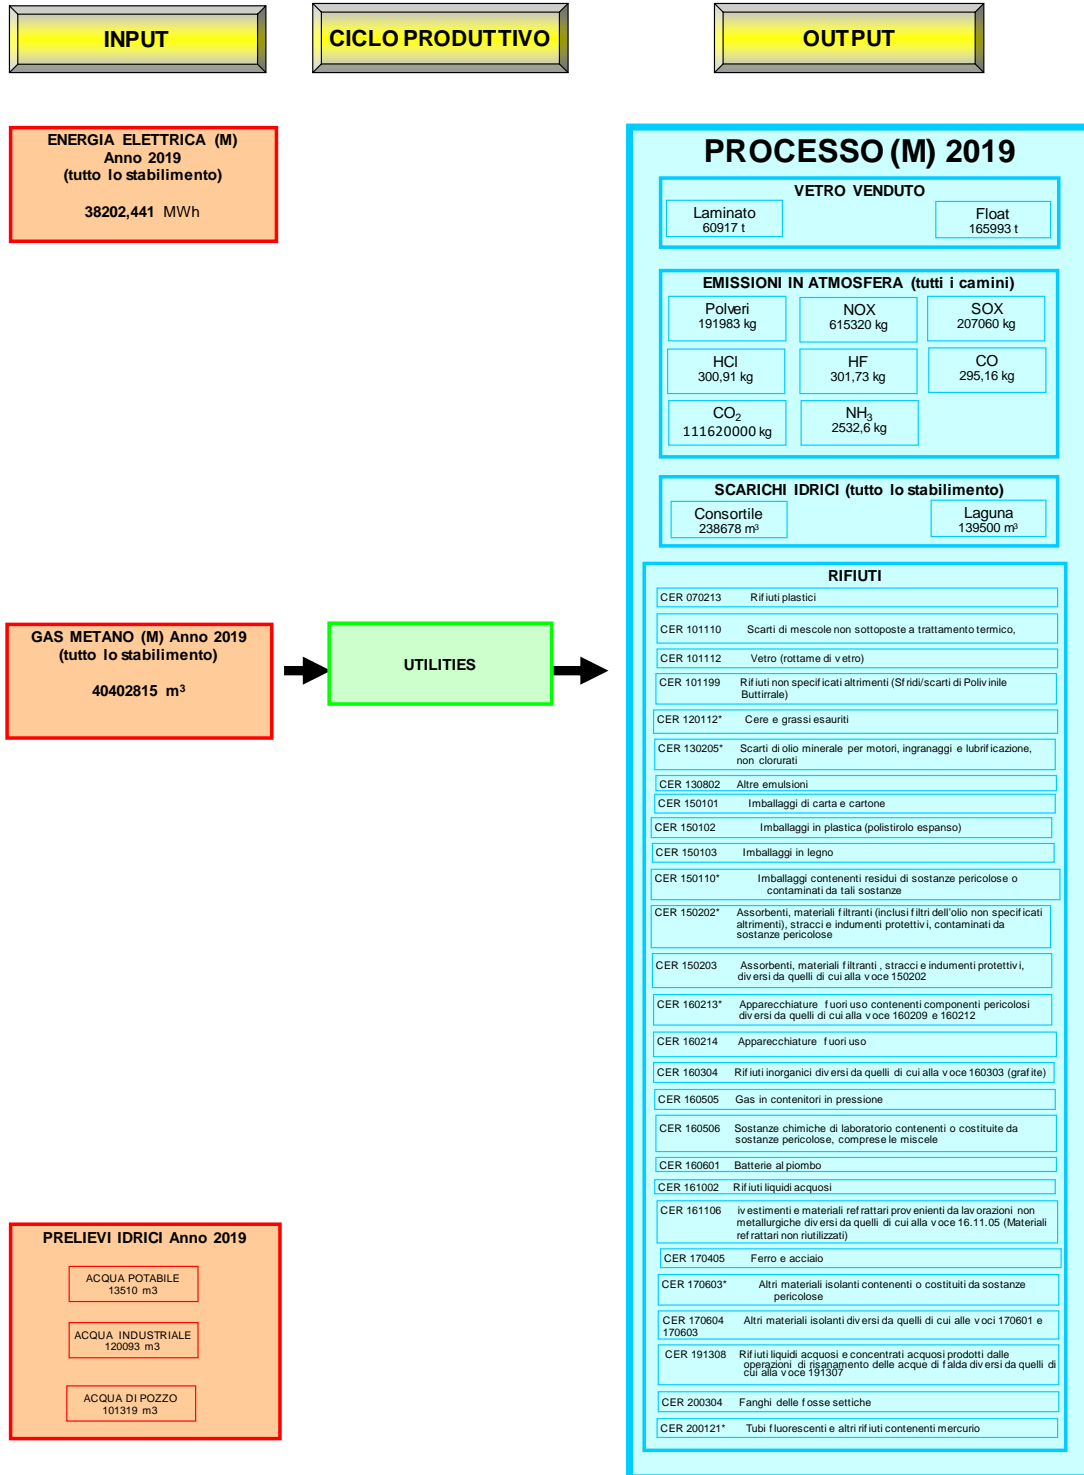 INPUT
CICLO PRODUTTIVO
OUTPUT
ENERGIA ELETTRICA (M)
Anno 2019
(tutto lo stabilimento)
38202,441 MWh
GAS METANO (M) Anno 2019
(tutto lo stabilimento)
40402815 m³
PRELIEVI IDRICI Anno 2019
ACQUA POTABILE
13510 m3
ACQUA INDUSTRIALE
120093 m3
ACQUA DI POZZO
101319 m3
UTILITIES
PROCESSO (M) 2019
VETRO VENDUTO
Laminato
60917 t
Float
165993 t
EMISSIONI IN ATMOSFERA (tutti i camini)
Polveri
191983 kg
NOX
615320 kg
SOX
207060 kg
HCl
300,91 kg
HF
301,73 kg
CO
295,16 kg
CO₂
111620000 kg
NH₃
2532,6 kg
SCARICHI IDRICI (tutto lo stabilimento)
Consortile
238678 m³
Laguna
139500 m³
RIFIUTI
CER 070213 Rifiuti plastici
CER 101110 Scarti di mescole non sottoposte a trattamento termico,
CER 101112 Vetro (rottame di vetro)
CER 101199 Rifiuti non specificati altrimenti (Sfridi/scarti di Polivinile
Buttirrale)
CER 120112* Cere e grassi esauriti
CER 130205* Scarti di olio minerale per motori, ingranaggi e lubrificazione,
non clorurati
CER 130802 Altre emulsioni
CER 150101 Imballaggi di carta e cartone
CER 150102 Imballaggi in plastica (polistirolo espanso)
CER 150103 Imballaggi in legno
CER 150110* Imballaggi contenenti residui di sostanze pericolose o
contaminati da tali sostanze
CER 150202* Assorbenti, materiali filtranti (inclusi filtri dell'olio non specificati
altrimenti), stracci e indumenti protettivi, contaminati da
sostanze pericolose
CER 150203 Assorbenti, materiali filtranti , stracci e indumenti protettivi,
diversi da quelli di cui alla voce 150202
CER 160213* Apparecchiature fuori uso contenenti componenti pericolosi
diversi da quelli di cui alla voce 160209 e 160212
CER 160214 Apparecchiature fuori uso
CER 160304 Rifiuti inorganici diversi da quelli di cui alla voce 160303 (grafite)
CER 160505 Gas in contenitori in pressione
CER 160506 Sostanze chimiche di laboratorio contenenti o costituite da
sostanze pericolose, comprese le miscele
CER 160601 Batterie al piombo
CER 161002 Rifiuti liquidi acquosi
CER 161106 ivestimenti e materiali refrattari provenienti da lavorazioni non
metallurgiche diversi da quelli di cui alla voce 16.11.05 (Materiali
refrattari non riutilizzati)
CER 170405 Ferro e acciaio
CER 170603* Altri materiali isolanti contenenti o costituiti da sostanze
pericolose
CER 170604 Altri materiali isolanti diversi da quelli di cui alle voci 170601 e
170603
CER 191308 Rifiuti liquidi acquosi e concentrati acquosi prodotti dalle
operazioni di risanamento delle acque di falda diversi da quelli di
cui alla voce 191307
CER 200304 Fanghi delle fosse settiche
CER 200121* Tubi fluorescenti e altri rifiuti contenenti mercurio